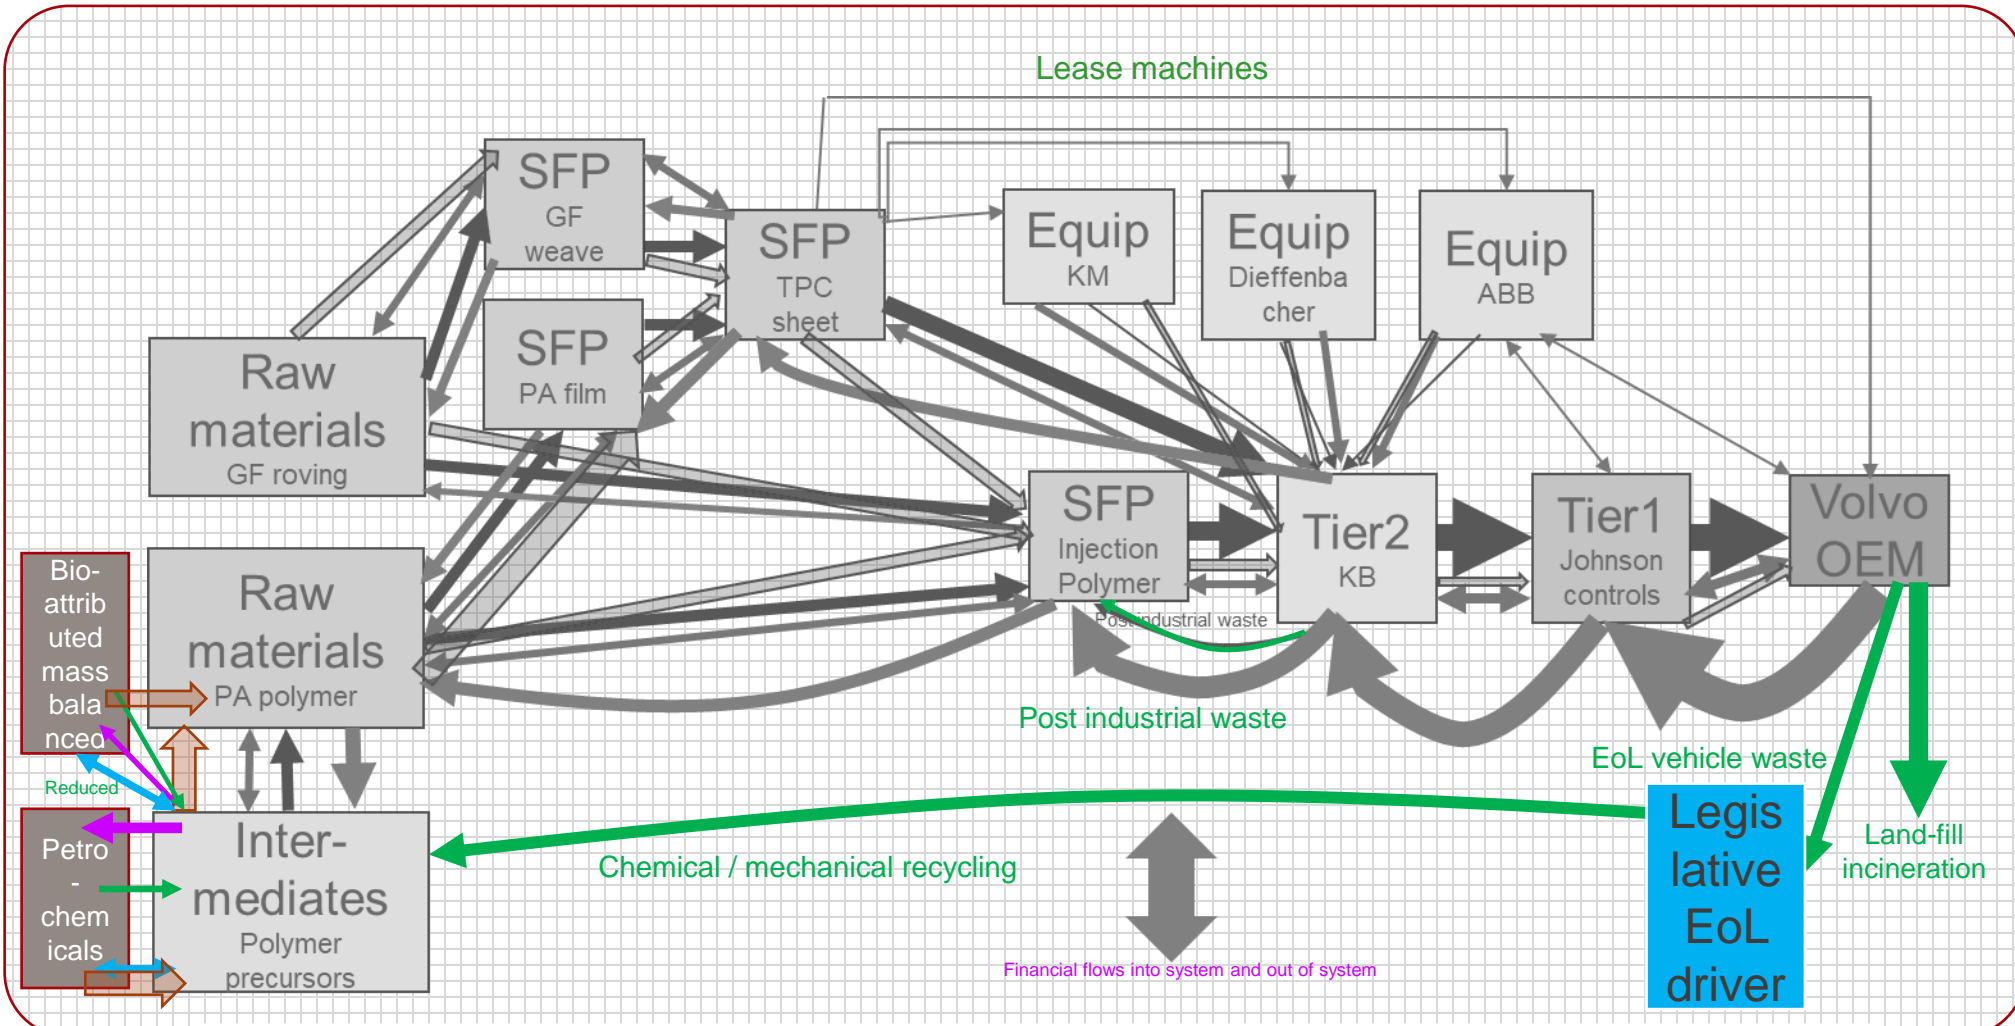 Lease machines
SFP
GF
weave
SFP
TPC
sheet
Equip
KM
Equip
Dieffenba
cher
Equip
ABB
SFP
PA film
Raw
materials
GF roving
SFP
Injection
Polymer
Tier2
KB
Tier1
Johnson
controls
Volvo
OEM
Bio-
attrib
uted
mass
bala
nced
Raw
materials
PA polymer
Post industrial waste
Post industrial waste
EoL vehicle waste
Reduced
Petro
-
chem
icals
Inter-
mediates
Polymer
precursors
Chemical / mechanical recycling
Financial flows into system and out of system
Legis
lative
EoL
driver
Land-fill
incineration